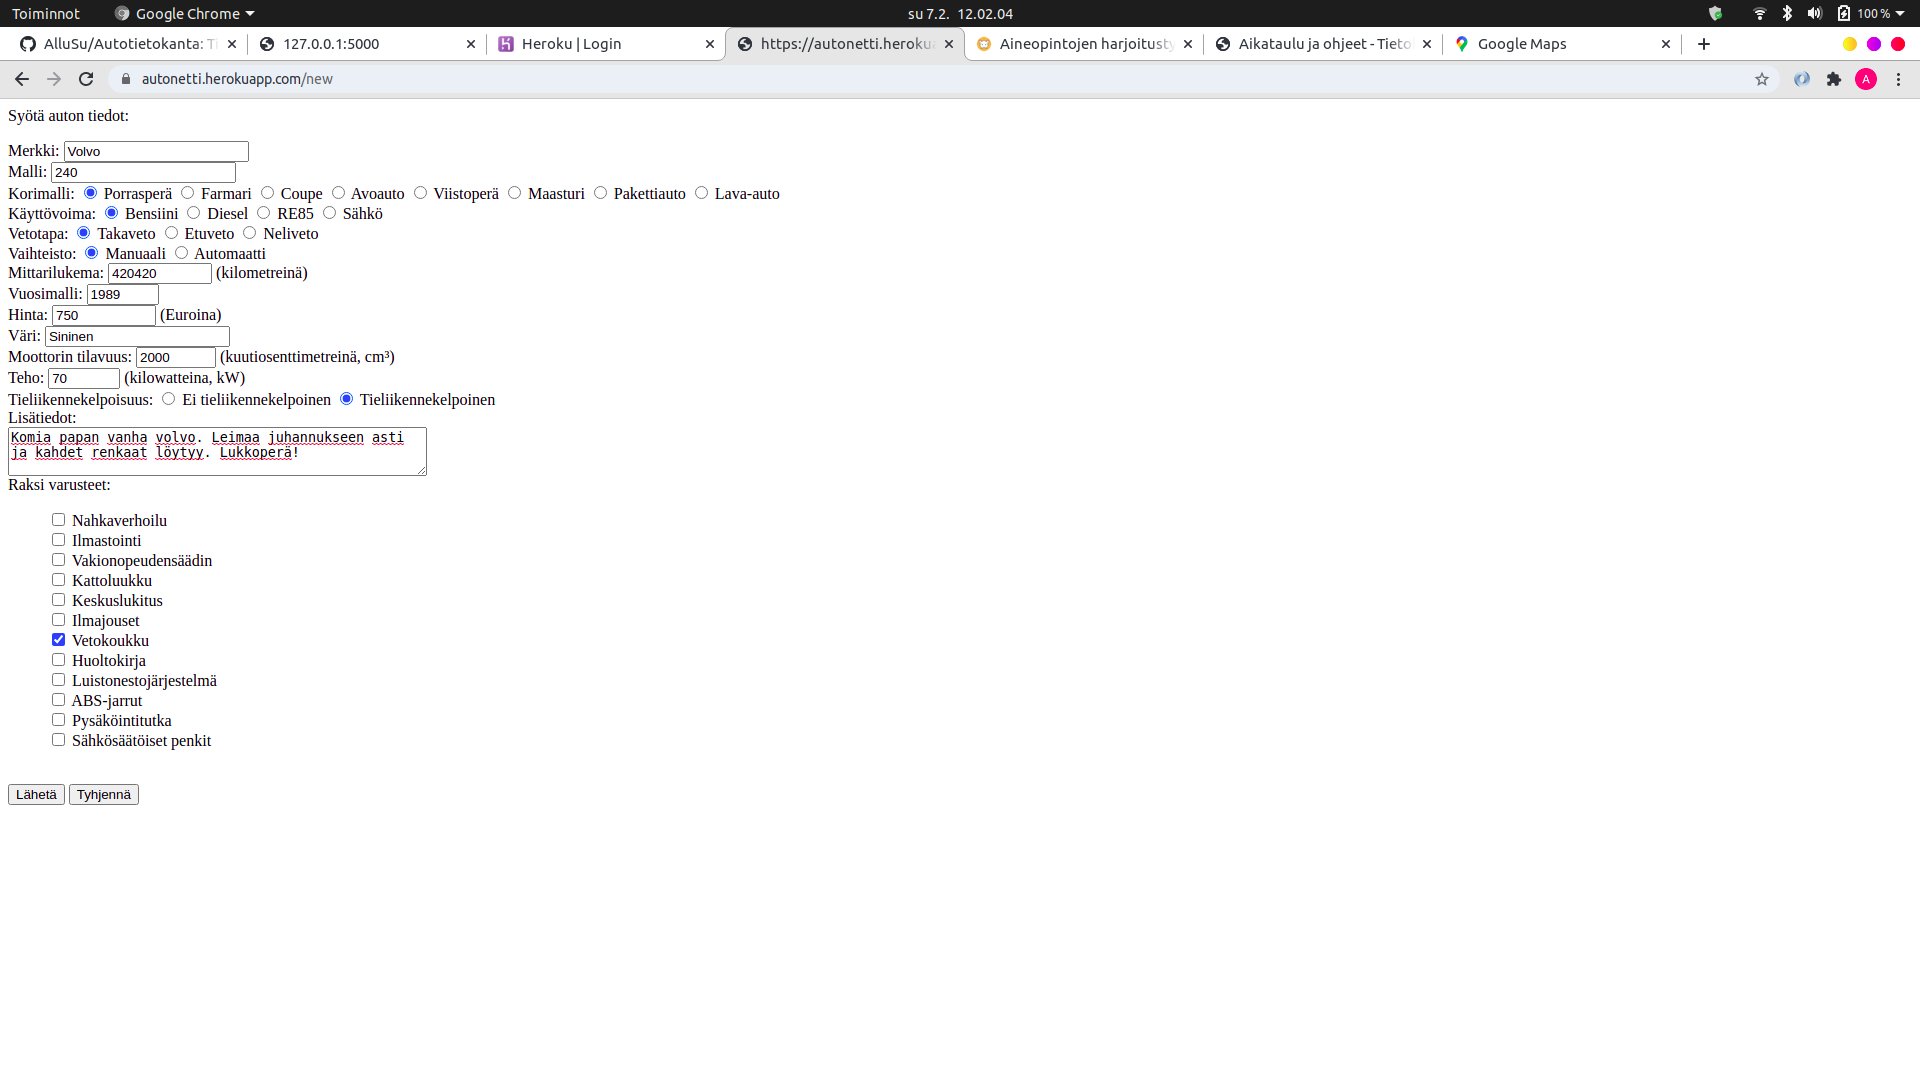 Toiminnot Google Chrome su 7.2. 12.02.04 100 %
AlluSu/Autotietokanta: Ti 127.0.0.1:5000 Heroku | Login https://autonetti.heroku Aineopintojen harjoitusty Aikataulu ja ohjeet - Tieto Google Maps
autonetti.herokuapp.com/new A
Syötä auton tiedot:
Merkki: Volvo
Malli: 240
Korimalli: Porrasperä Farmari Coupe Avoauto Viistoperä Maasturi Pakettiauto Lava-auto
Käyttövoima: Bensiini Diesel RE85 Sähkö
Vetotapa: Takaveto Etuveto Neliveto
Vaihteisto: Manuaali Automaatti
Mittarilukema: 420420 (kilometreinä)
Vuosimalli: 1989
Hinta: 750 (Euroina)
Väri: Sininen
Moottorin tilavuus: 2000 (kuutiosenttimetreinä, cm³)
Teho: 70 (kilowatteina, kW)
Tieliikennekelpoisuus: Ei tieliikennekelpoinen Tieliikennekelpoinen
Lisätiedot:
Komia papan vanha volvo. Leimaa juhannukseen asti
ja kahdet renkaat löytyy. Lukkoperä!
Raksi varusteet:
Nahkaverhoilu
Ilmastointi
Vakionopeudensäädin
Kattoluukku
Keskuslukitus
Ilmajouset
Vetokoukku
Huoltokirja
Luistonestojärjestelmä
ABS-jarrut
Pysäköintitutka
Sähkösäätöiset penkit
Lähetä Tyhjennä